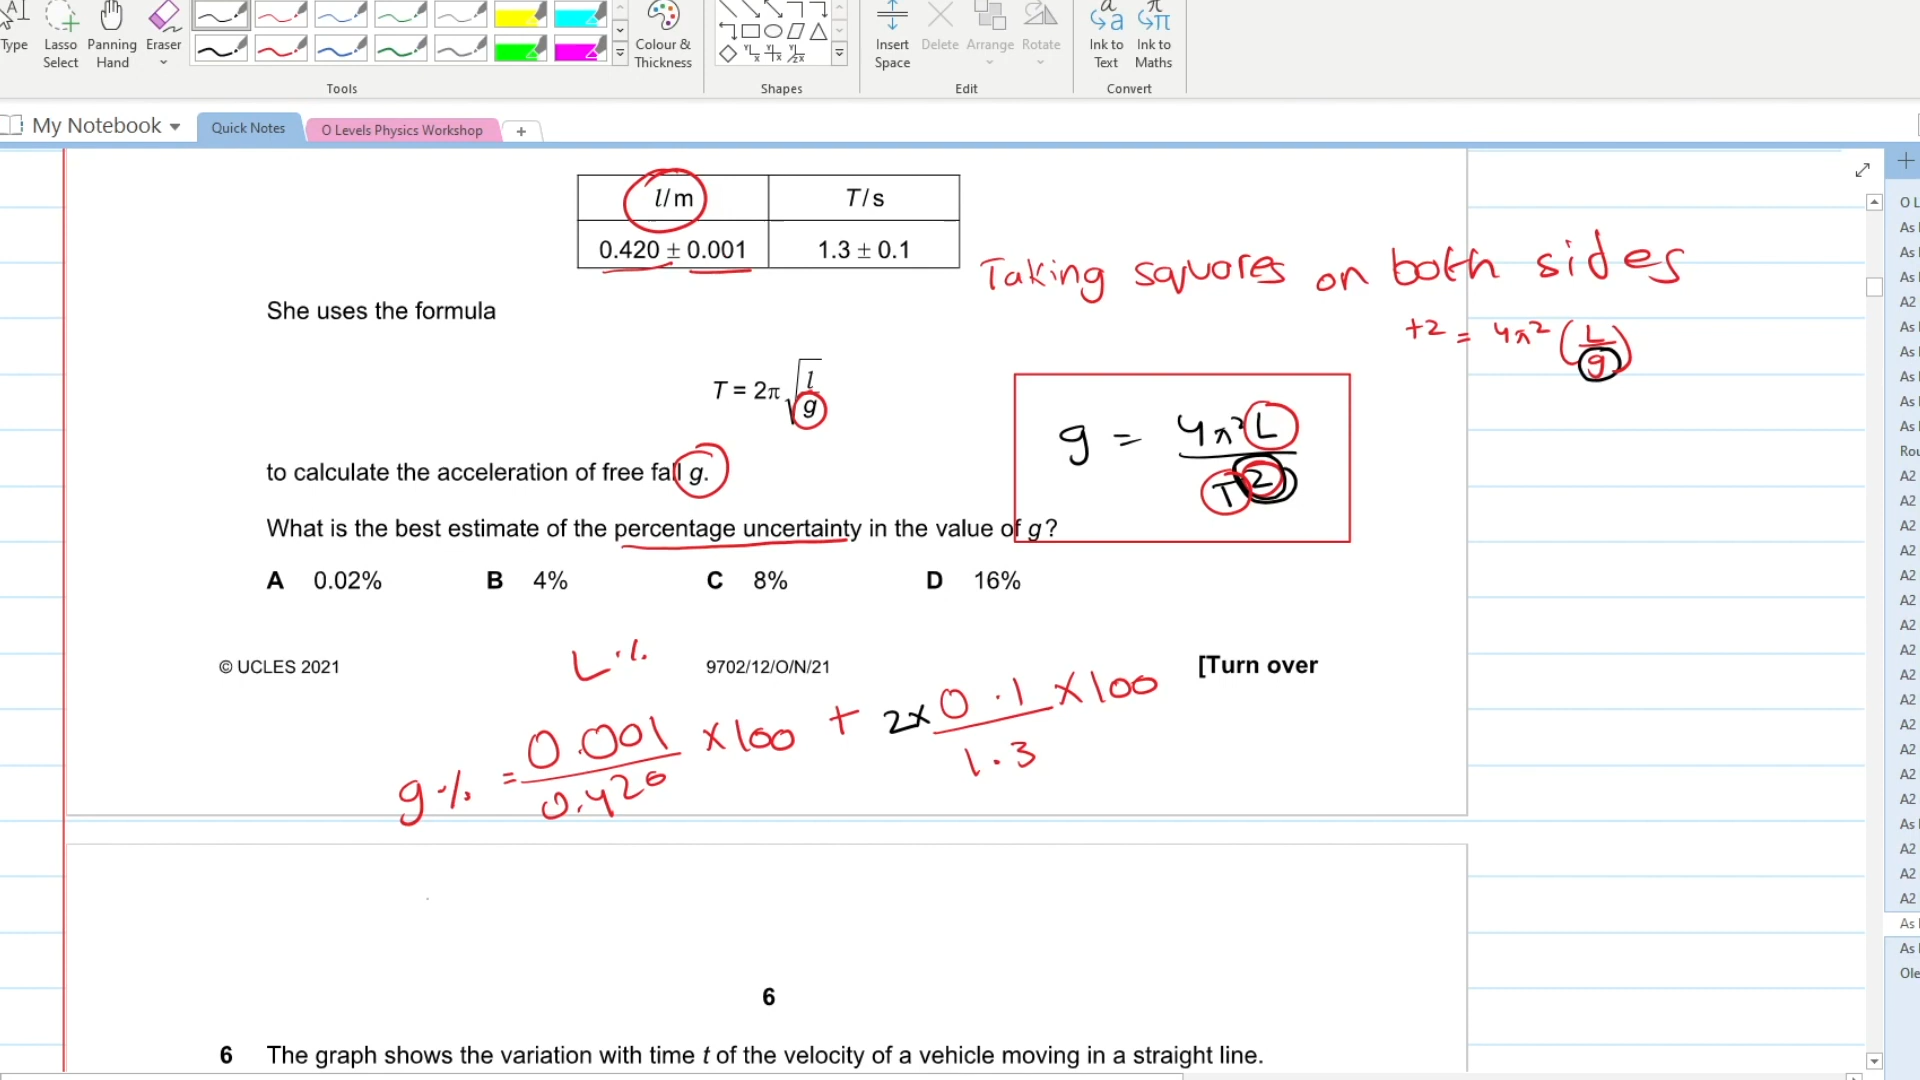 Type
Lasso Select
Panning Hand
Eraser
Colour & Thickness
Insert Space
Delete
Arrange
Rotate
Ink to Text
Ink to Maths
Tools
Shapes
Edit
Convert
My Notebook
Quick Notes
O Levels Physics Workshop
l/m T/s
0.420 ± 0.001 1.3 ± 0.1
Taking squares on both sides
She uses the formula
T2 = 4π² (L/g)
T = 2π √(l/g)
g = 4π²L / T²
to calculate the acceleration of free fall g.
What is the best estimate of the percentage uncertainty in the value of g?
A 0.02% B 4% C 8% D 16%
L%
© UCLES 2021 9702/12/O/N/21 [Turn over
g% = 0.001/0.420 × 100 + 2× 0.1/1.3 × 100
6
6 The graph shows the variation with time t of the velocity of a vehicle moving in a straight line.